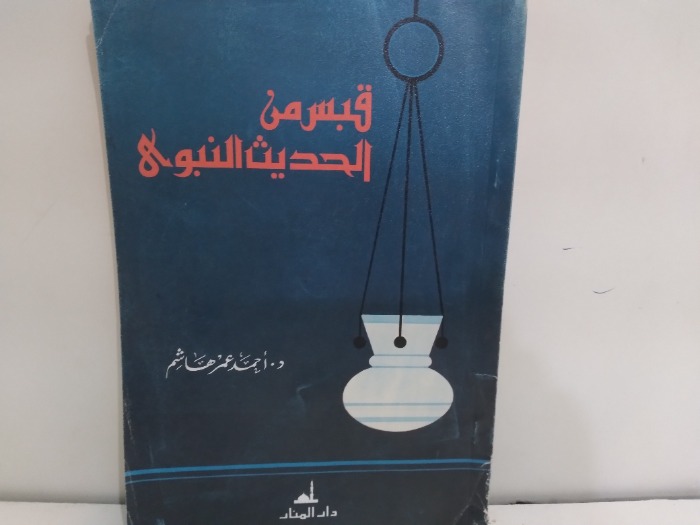 قبس من
الحديث النبوى
د. أحمد عمر هاشم
دار المنار